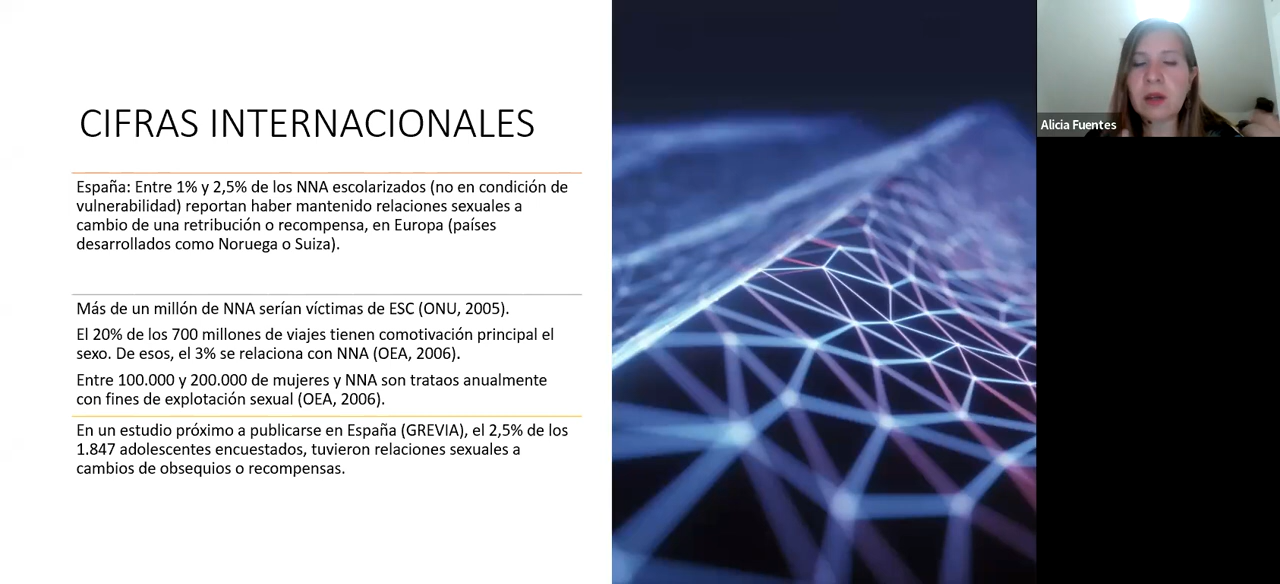 CIFRAS INTERNACIONALES
España: Entre 1% y 2,5% de los NNA escolarizados (no en condición de
vulnerabilidad) reportan haber mantenido relaciones sexuales a
cambio de una retribución o recompensa, en Europa (países
desarrollados como Noruega o Suiza).
Más de un millón de NNA serían víctimas de ESC (ONU, 2005).
El 20% de los 700 millones de viajes tienen comotivación principal el
sexo. De esos, el 3% se relaciona con NNA (OEA, 2006).
Entre 100.000 y 200.000 de mujeres y NNA son trataos anualmente
con fines de explotación sexual (OEA, 2006).
En un estudio próximo a publicarse en España (GREVIA), el 2,5% de los
1.847 adolescentes encuestados, tuvieron relaciones sexuales a
cambios de obsequios o recompensas.
Alicia Fuentes